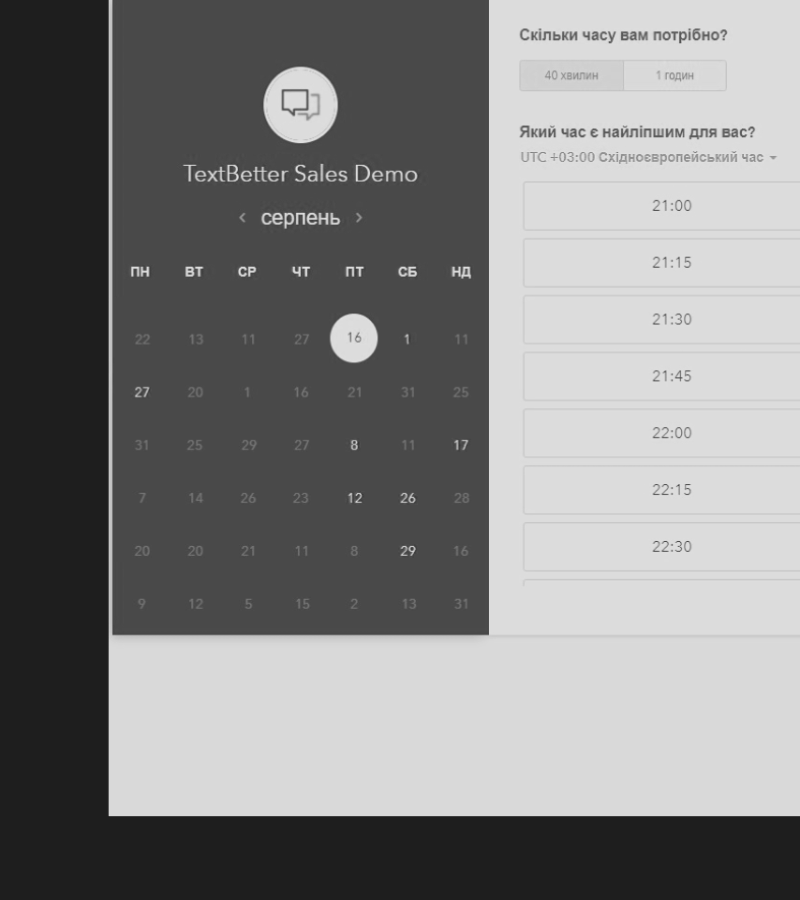 TextBetter Sales Demo
серпень
ПН ВТ СР ЧТ ПТ СБ НД
22 13 11 27 16 1 11
27 20 1 16 21 31 25
31 25 29 27 8 11 17
7 14 26 23 12 26 28
20 20 21 11 8 29 16
9 12 5 15 2 13 31
Скільки часу вам потрібно?
40 хвилин 1 годин
Який час є найліпшим для вас?
UTC +03:00 Східноєвропейський час
21:00
21:15
21:30
21:45
22:00
22:15
22:30